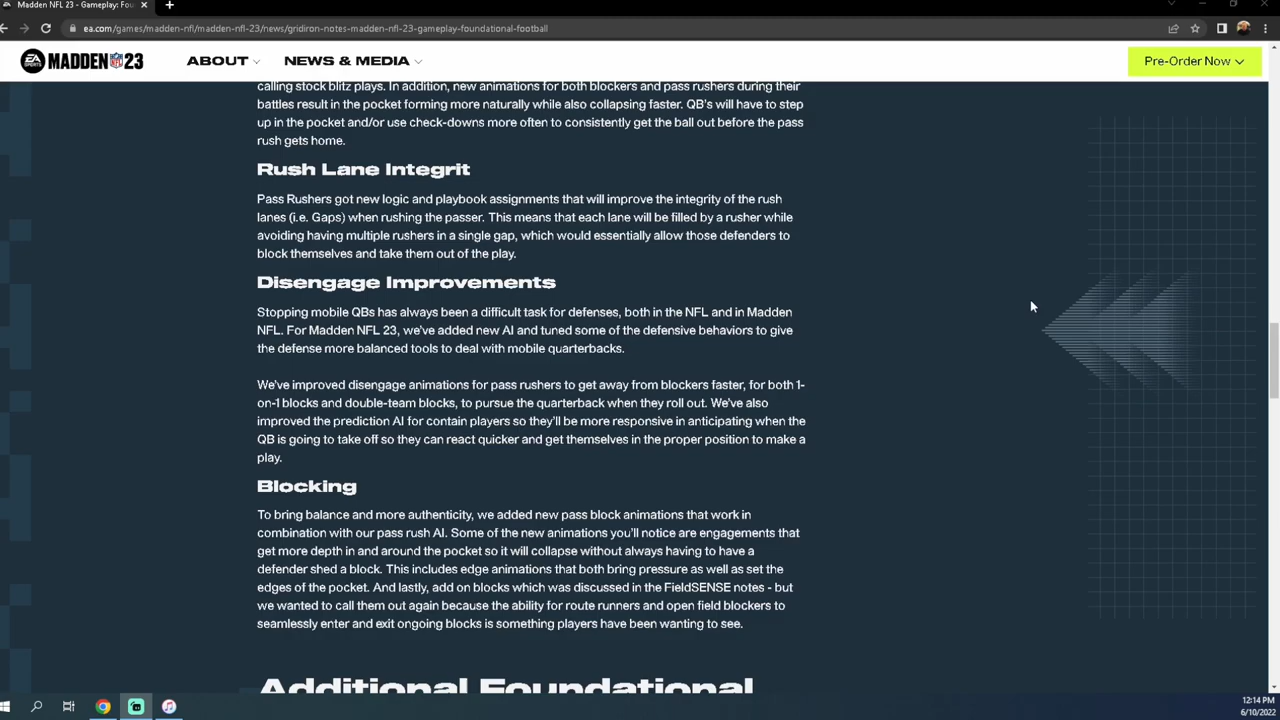 Madden NFL 23 - Gameplay: Foun
ea.com/games/madden-nfl/madden-nfl-23/news/gridiron-notes-madden-nfl-23-gameplay-foundational-football
EA SPORTS MADDEN NFL 23 ABOUT NEWS & MEDIA Pre-Order Now
calling stock blitz plays. In addition, new animations for both blockers and pass rushers during their
battles result in the pocket forming more naturally while also collapsing faster. QB's will have to step
up in the pocket and/or use check-downs more often to consistently get the ball out before the pass
rush gets home.
Rush Lane Integrit
Pass Rushers got new logic and playbook assignments that will improve the integrity of the rush
lanes (i.e. Gaps) when rushing the passer. This means that each lane will be filled by a rusher while
avoiding having multiple rushers in a single gap, which would essentially allow those defenders to
block themselves and take them out of the play.
Disengage Improvements
Stopping mobile QBs are always a difficult task for defenses, both in the NFL and in Madden
NFL. For Madden NFL 23, we've added new AI and tuned some of the defensive behaviors to give
the defense more balanced tools to deal with mobile quarterbacks.
We've improved disengage animations for pass rushers to get away from blockers faster, for both 1-
on-1 blocks and double-team blocks, to pursue the quarterback when they roll out. We've also
improved the prediction AI for contain players so they'll be more responsive in anticipating when the
QB is going to take off so they can react quicker and get themselves in the proper position to make a
play.
Blocking
To bring balance and more authenticity, we added new pass block animations that work in
combination with our pass rush AI. Some of the new animations you'll notice are engagements that
get more depth in and around the pocket so it will collapse without always having to have a
defender shed a block. This includes edge animations that both bring pressure as well as set the
edges of the pocket. And lastly, add on blocks which was discussed in the FieldSENSE notes - but
we wanted to call them out again because the ability for route runners and open field blockers to
seamlessly enter and exit ongoing blocks is something players have been wanting to see.
Additional Foundational
12:14 PM
6/10/2022